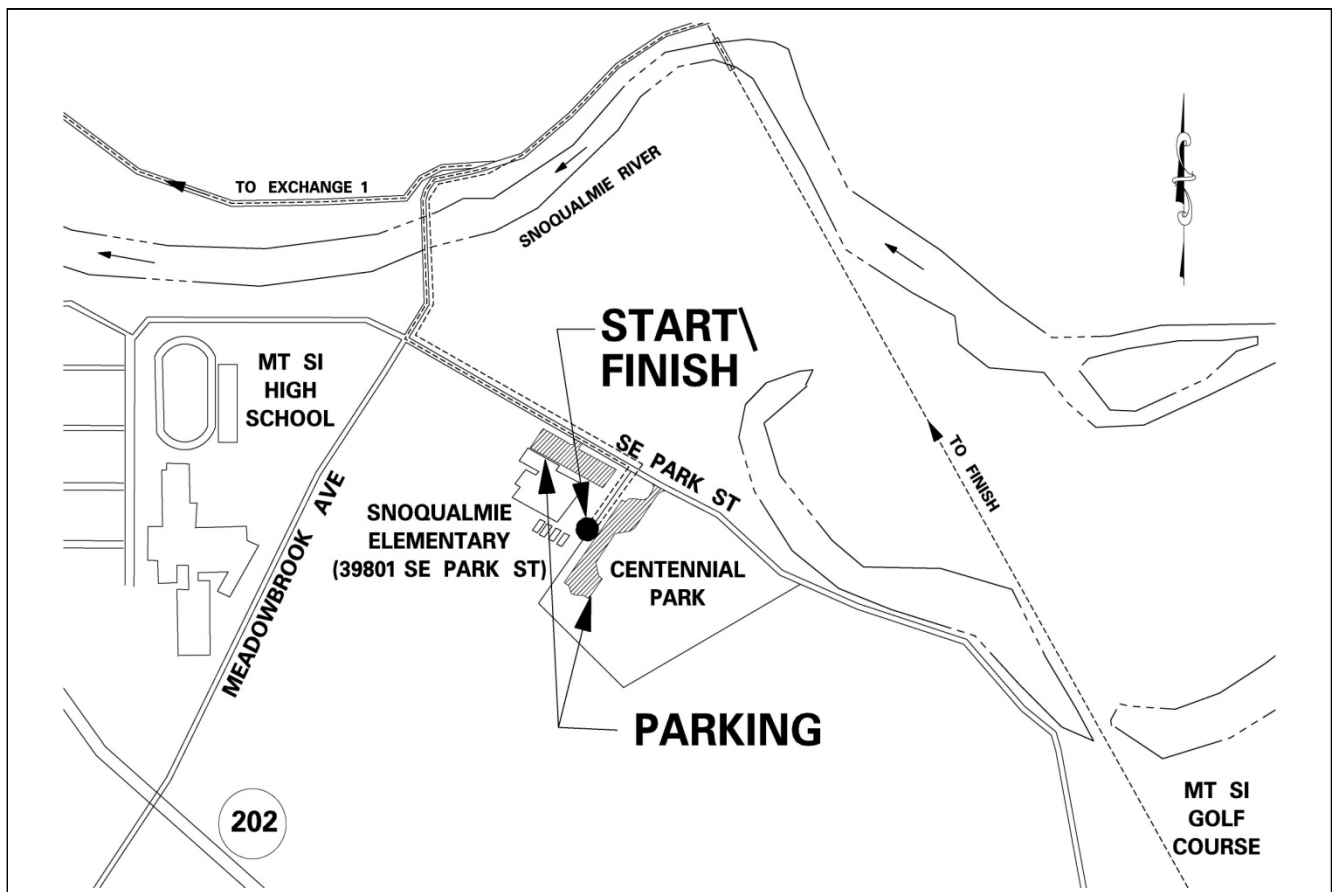 TO EXCHANGE 1
SNOQUALMIE RIVER
START\
FINISH
MT SI
HIGH
SCHOOL
SE PARK ST
TO FINISH
MEADOWBROOK AVE
SNOQUALMIE
ELEMENTARY
(39801 SE PARK ST)
CENTENNIAL
PARK
PARKING
202
MT SI
GOLF
COURSE